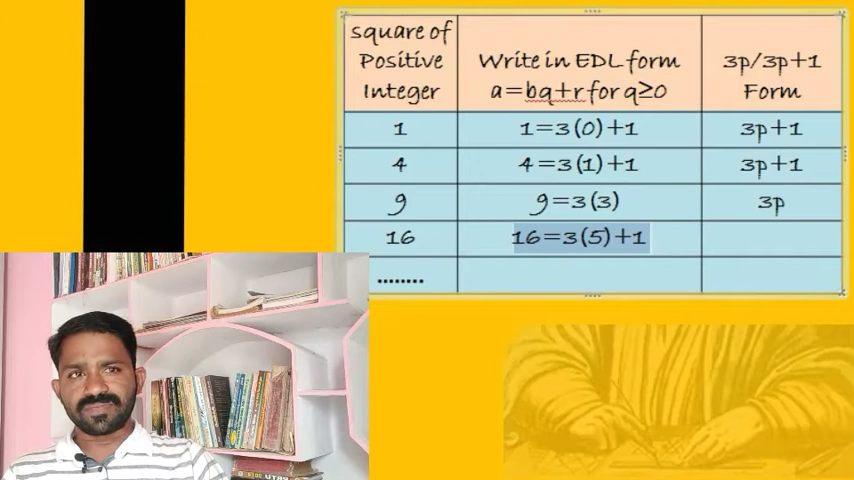 square of
Positive
Integer
Write in EDL form
a=bq+r for q≥0
3p/3p+1
Form
1
1=3(0)+1
3p+1
4
4=3(1)+1
3p+1
9
9=3(3)
3p
16
16=3(5)+1
........